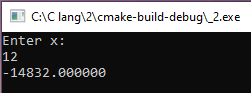 C:\C lang\2\cmake-build-debug\_2.exe
Enter x:
12
-14832.000000